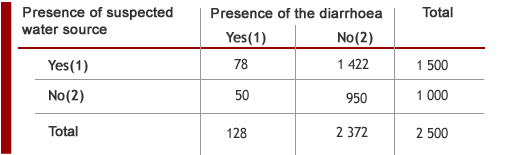 Presence of suspected Presence of the diarrhoea Total
water source
Yes(1) No(2)
Yes(1) 78 1 422 1 500
No(2) 50 950 1 000
Total 128 2 372 2 500